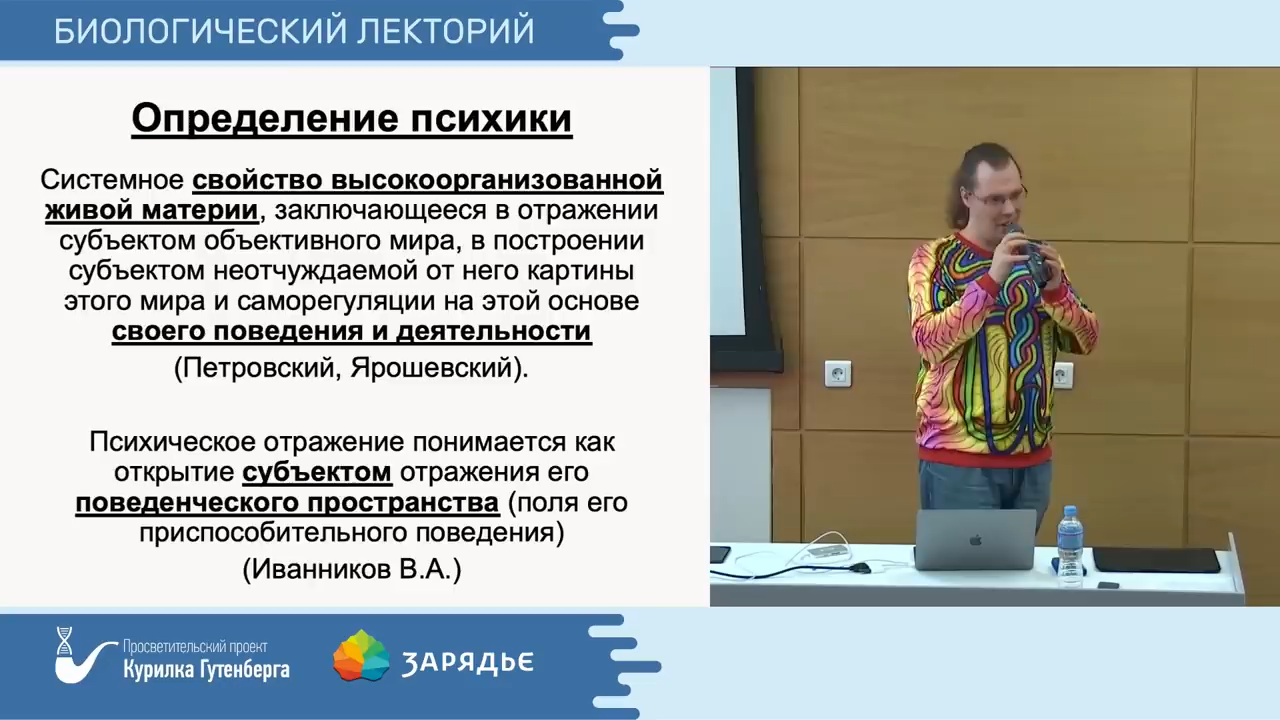 БИОЛОГИЧЕСКИЙ ЛЕКТОРИЙ
Определение психики
Системное свойство высокоорганизованной
живой материи, заключающееся в отражении
субъектом объективного мира, в построении
субъектом неотчуждаемой от него картины
этого мира и саморегуляции на этой основе
своего поведения и деятельности
(Петровский, Ярошевский).
Психическое отражение понимается как
открытие субъектом отражения его
поведенческого пространства (поля его
приспособительного поведения)
(Иванников В.А.)
Просветительский проект
Курилка Гутенберга
ЗАРЯДЬЕ